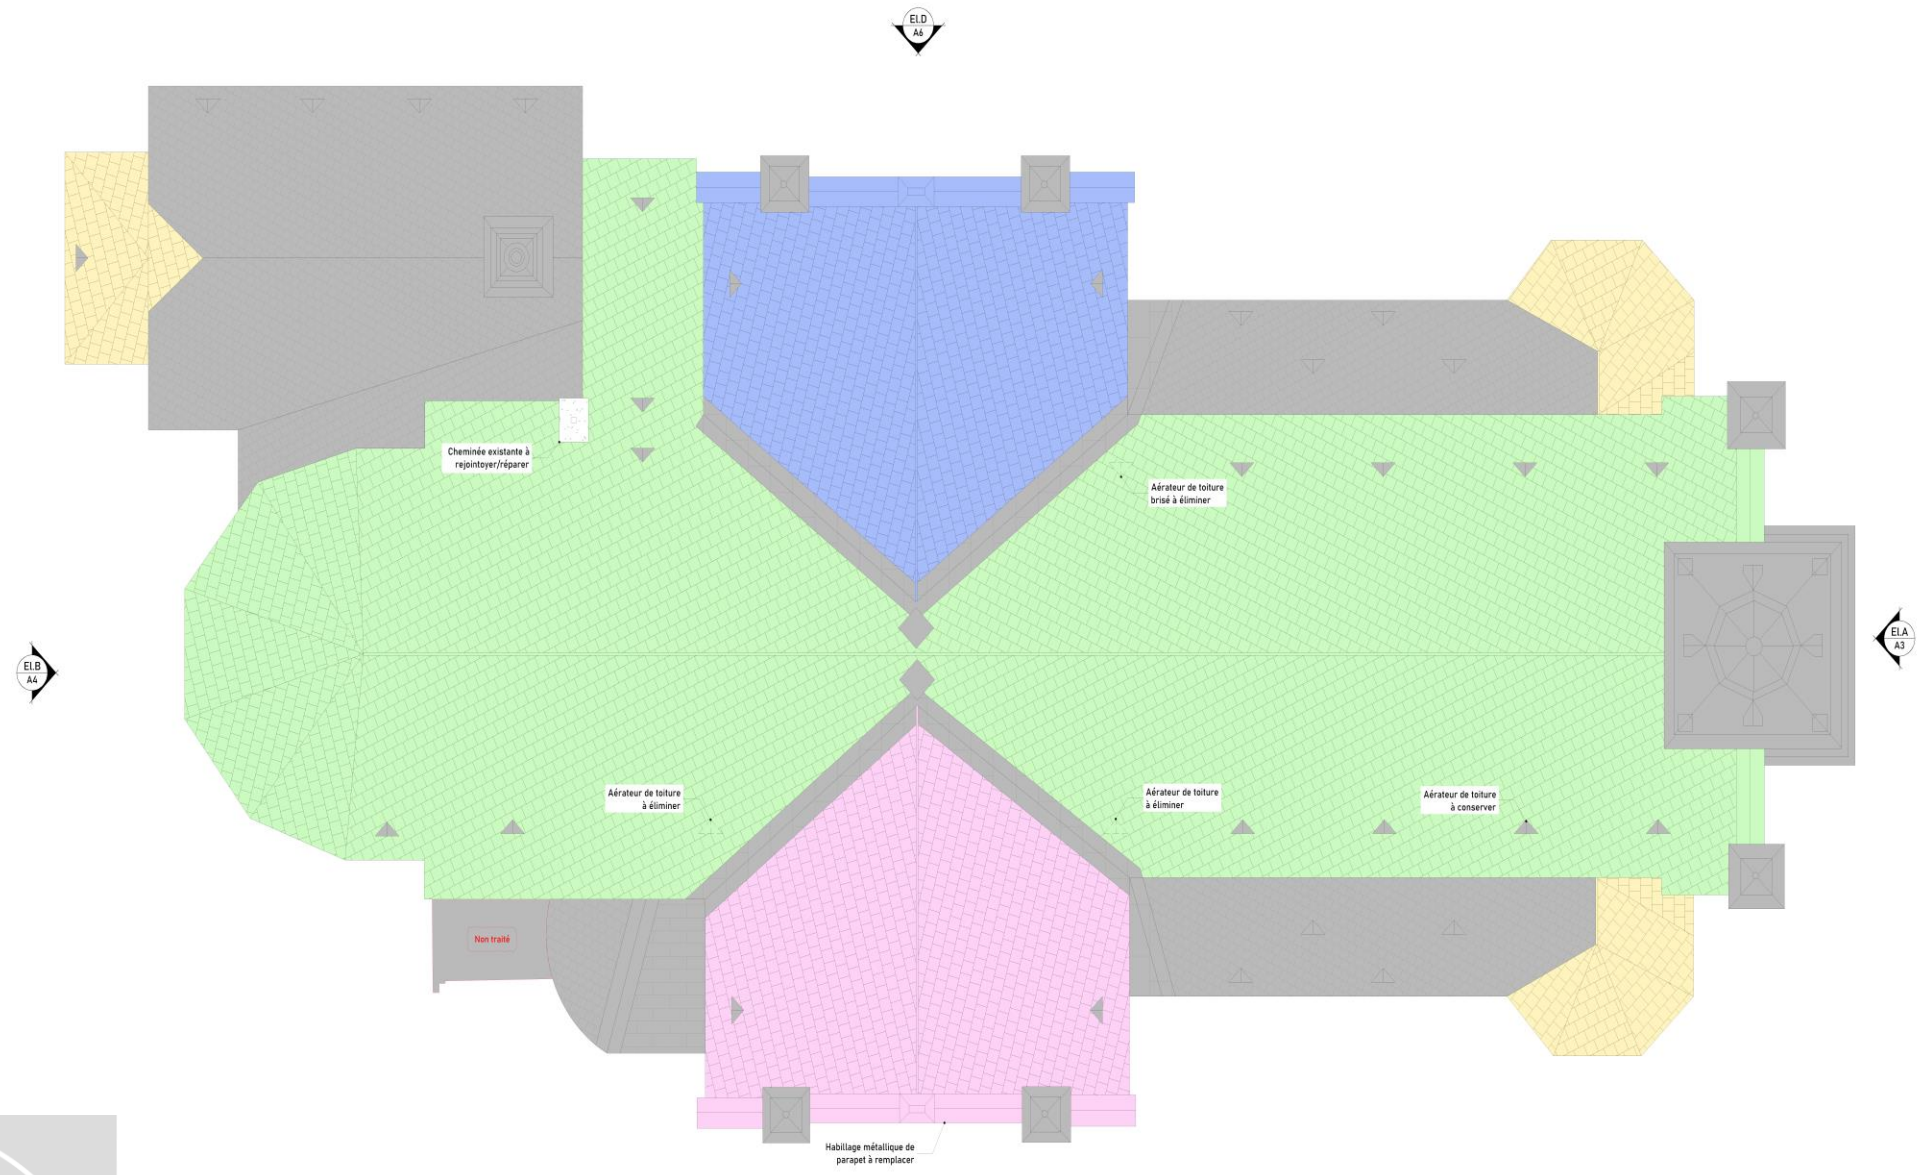 El.D
A6
Cheminée existante à
rejointoyer/réparer
Aérateur de toiture
brisé à éliminer
El.B
A4
El.A
A3
Aérateur de toiture
à éliminer
Aérateur de toiture
à éliminer
Aérateur de toiture
à conserver
Non traité
Habillage métallique de
parapet à remplacer